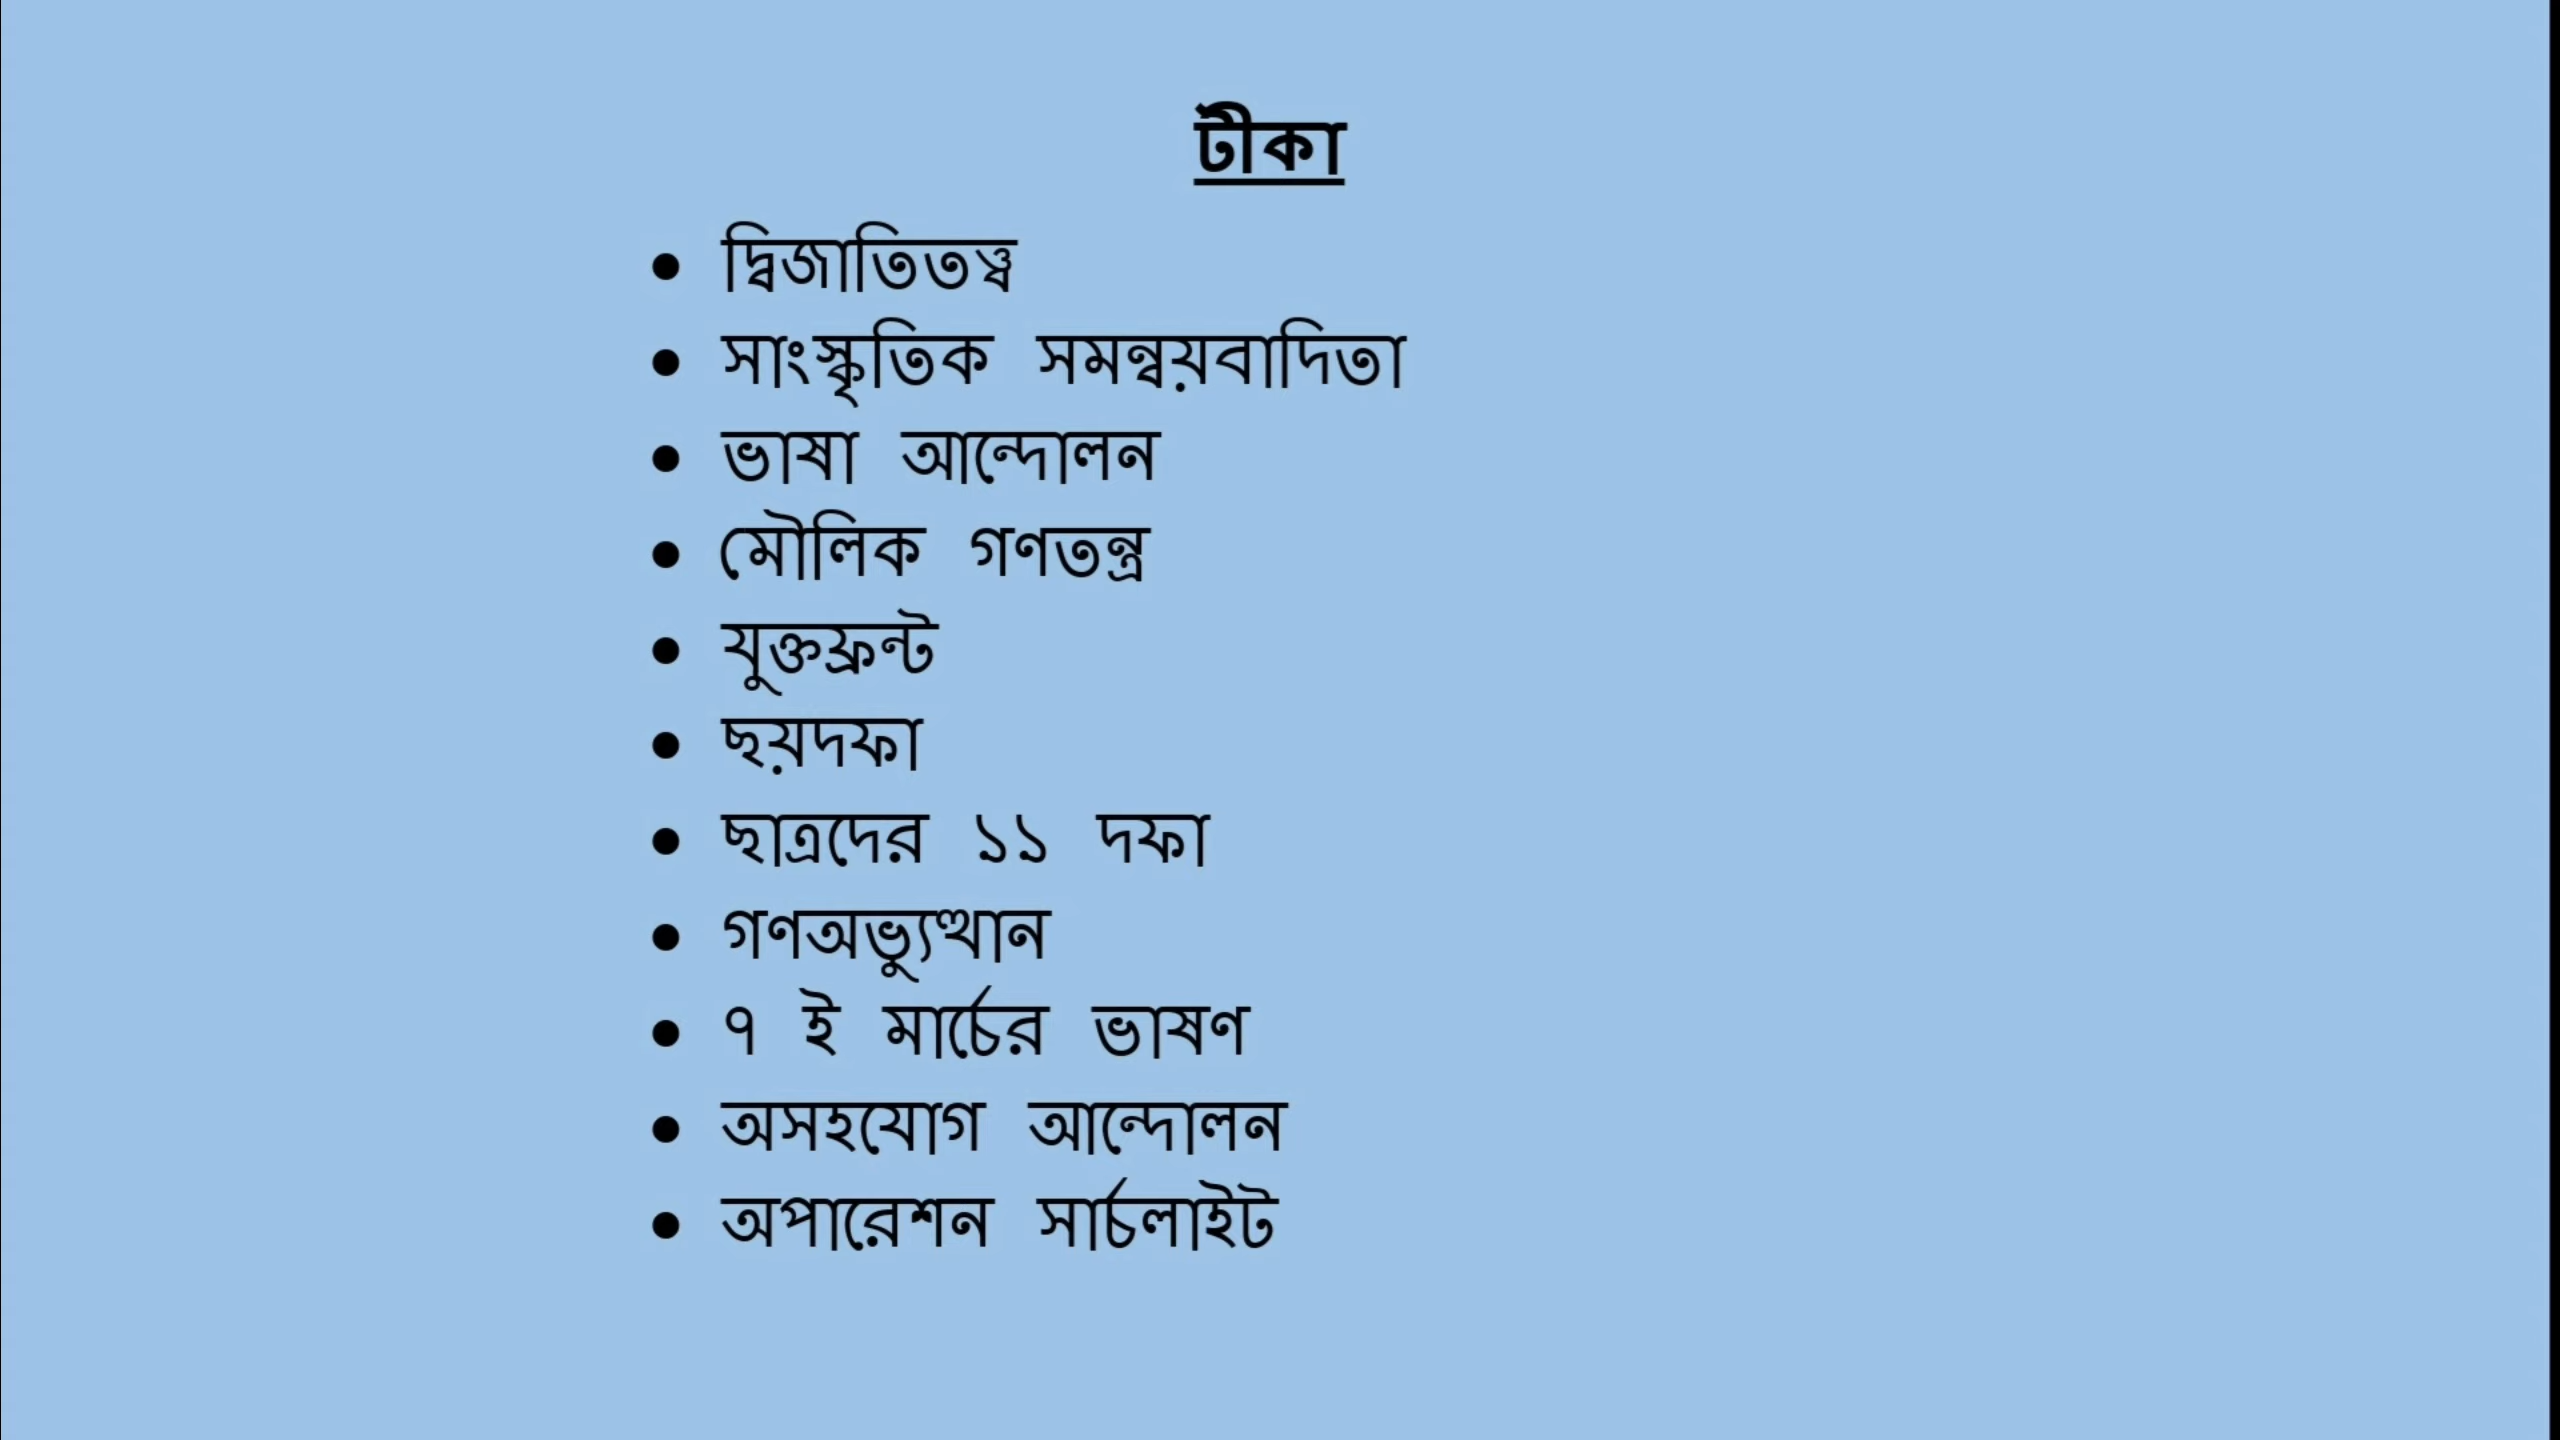 টীকা
• দ্বিজাতিতত্ত্ব
• সাংস্কৃতিক সমন্বয়বাদিতা
• ভাষা আন্দোলন
• মৌলিক গণতন্ত্র
• যুক্তফ্রন্ট
• ছয়দফা
• ছাত্রদের ১১ দফা
• গণঅভ্যুত্থান
• ৭ ই মার্চের ভাষণ
• অসহযোগ আন্দোলন
• অপারেশন সার্চলাইট